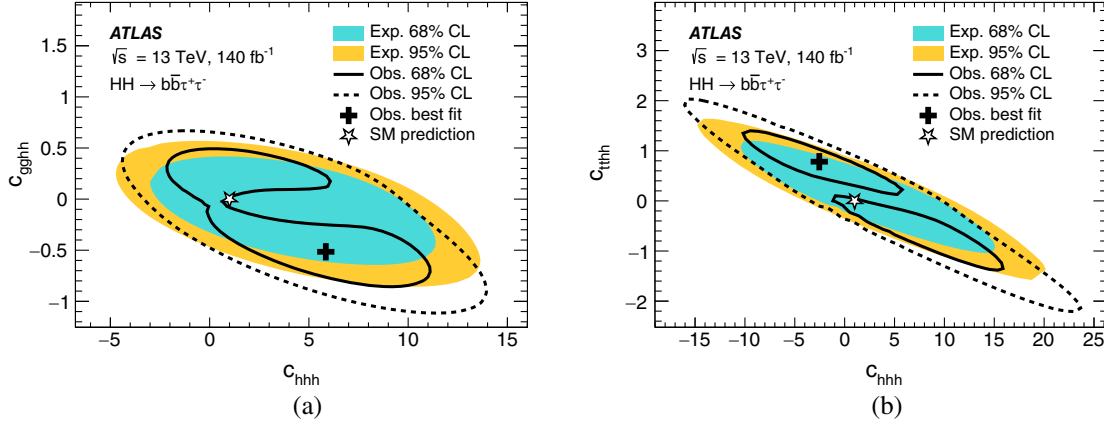 ATLAS
√s = 13 TeV, 140 fb⁻¹
HH → bb̅τ⁺τ⁻
Exp. 68% CL
Exp. 95% CL
Obs. 68% CL
Obs. 95% CL
Obs. best fit
SM prediction
1.5
1
0.5
0
−0.5
−1
c_gghh
−5 0 5 10 15
c_hhh
(a)
ATLAS
√s = 13 TeV, 140 fb⁻¹
HH → bb̅τ⁺τ⁻
Exp. 68% CL
Exp. 95% CL
Obs. 68% CL
Obs. 95% CL
Obs. best fit
SM prediction
3
2
1
0
−1
−2
c_tthh
−15 −10 −5 0 5 10 15 20 25
c_hhh
(b)